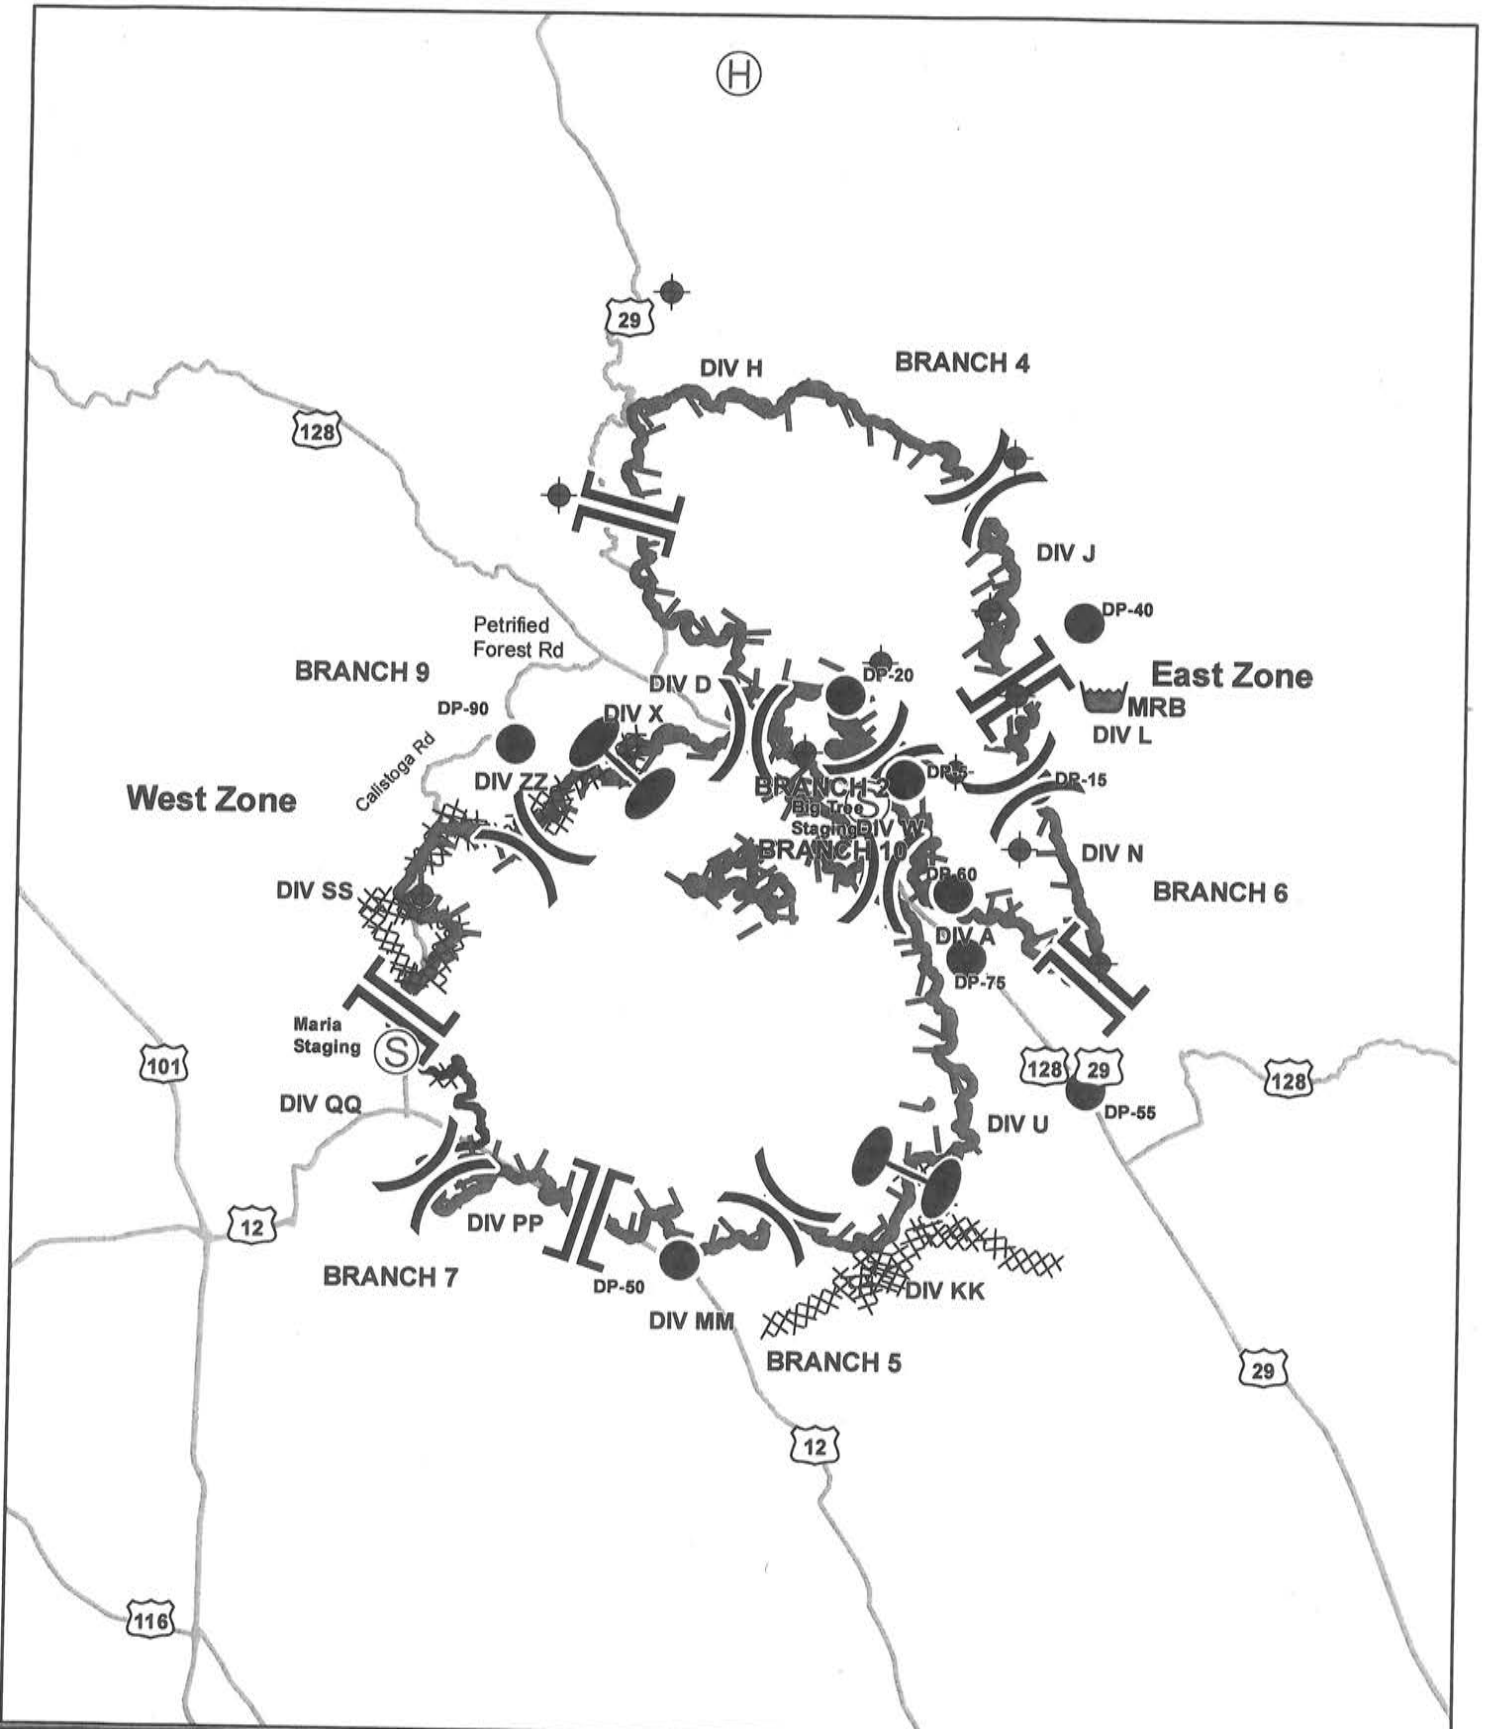 H
29
DIV H
BRANCH 4
128
DIV J
DP-40
Petrified
Forest Rd
BRANCH 9
DP-20
East Zone
DIV D
DP-90
MRB
DIV X
DIV L
Calistoga Rd
DIV ZZ
DP-5
DP-15
West Zone
BRANCH 2
Big Tree
S
Staging
DIV W
BRANCH 10
DIV N
DP-60
DIV SS
BRANCH 6
DIV A
DP-75
Maria
Staging
S
101
128
29
128
DIV QQ
DP-55
DIV U
12
DIV PP
BRANCH 7
DP-50
DIV KK
DIV MM
BRANCH 5
29
12
116